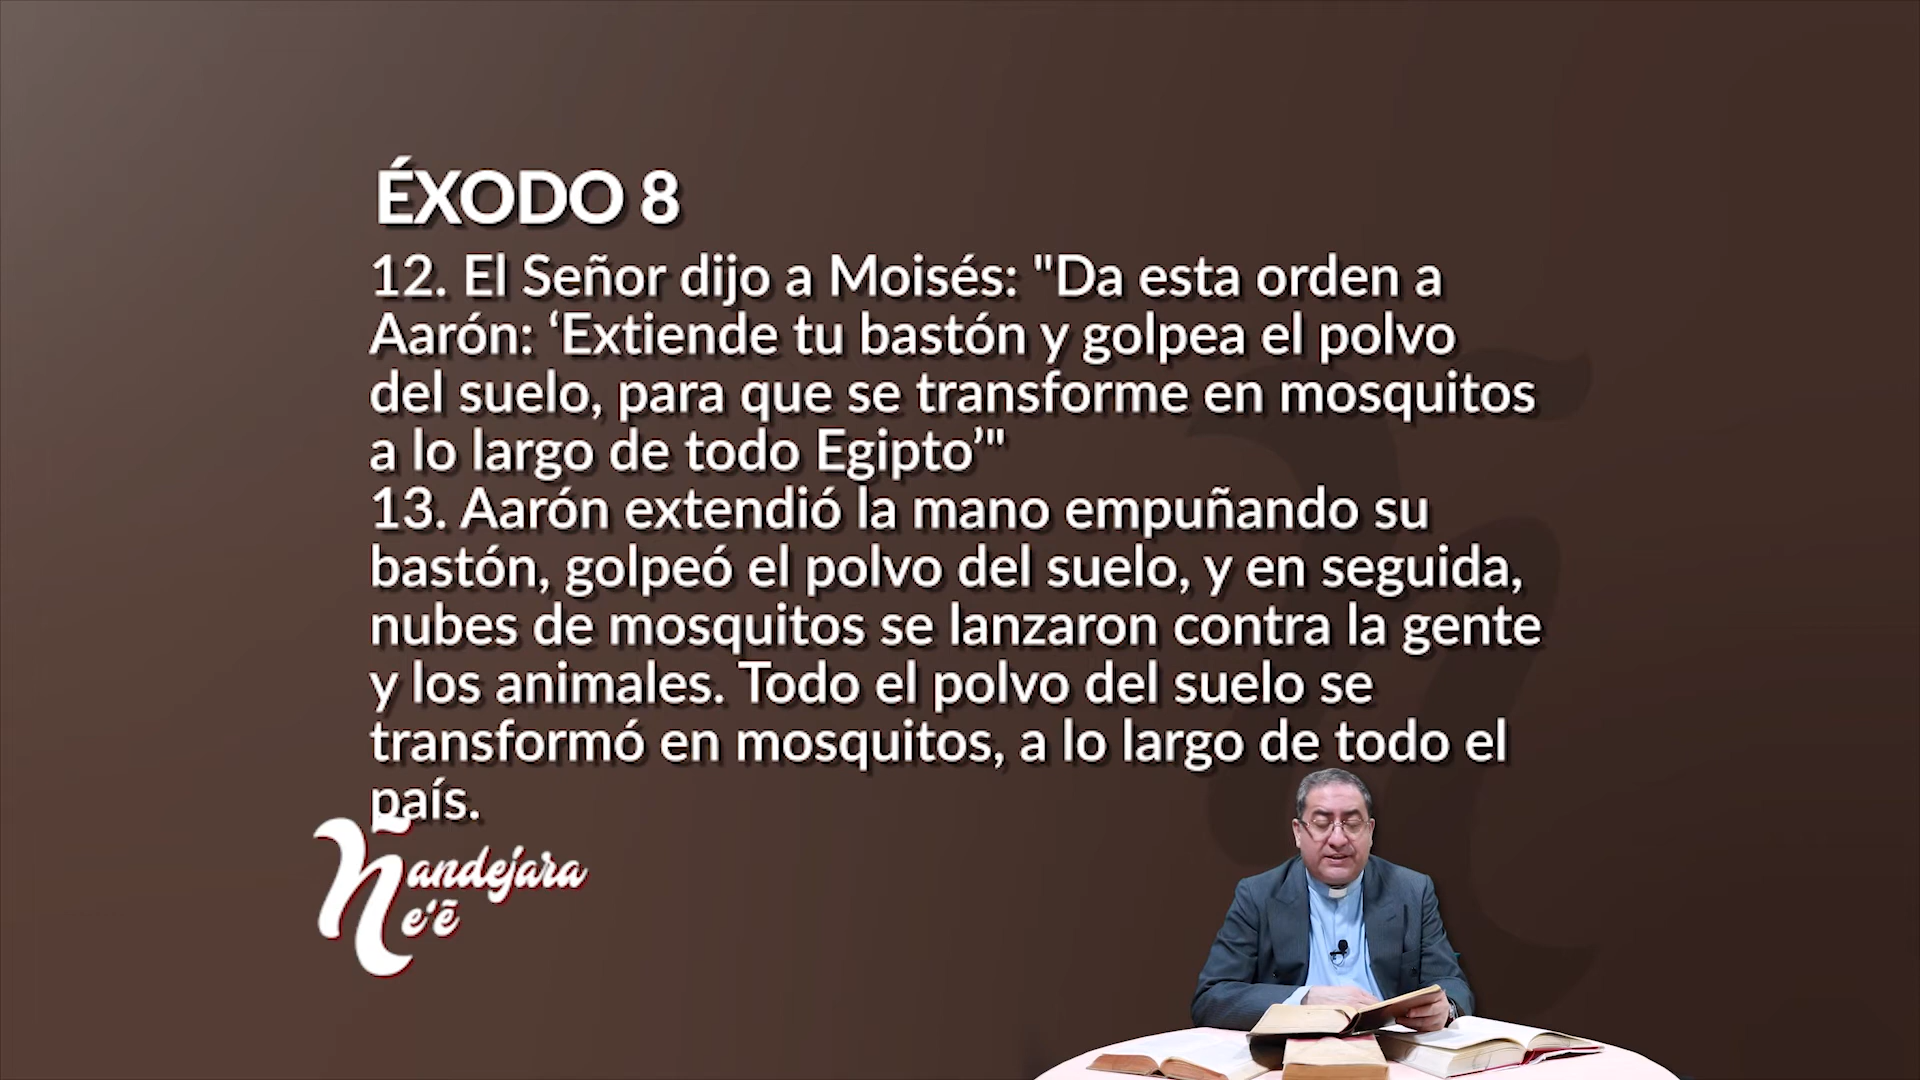 ÉXODO 8
12. El Señor dijo a Moisés: "Da esta orden a
Aarón: ‘Extiende tu bastón y golpea el polvo
del suelo, para que se transforme en mosquitos
a lo largo de todo Egipto’"
13. Aarón extendió la mano empuñando su
bastón, golpeó el polvo del suelo, y en seguida,
nubes de mosquitos se lanzaron contra la gente
y los animales. Todo el polvo del suelo se
transformó en mosquitos, a lo largo de todo el
país.
Ñandejara
Ñe‘ẽ